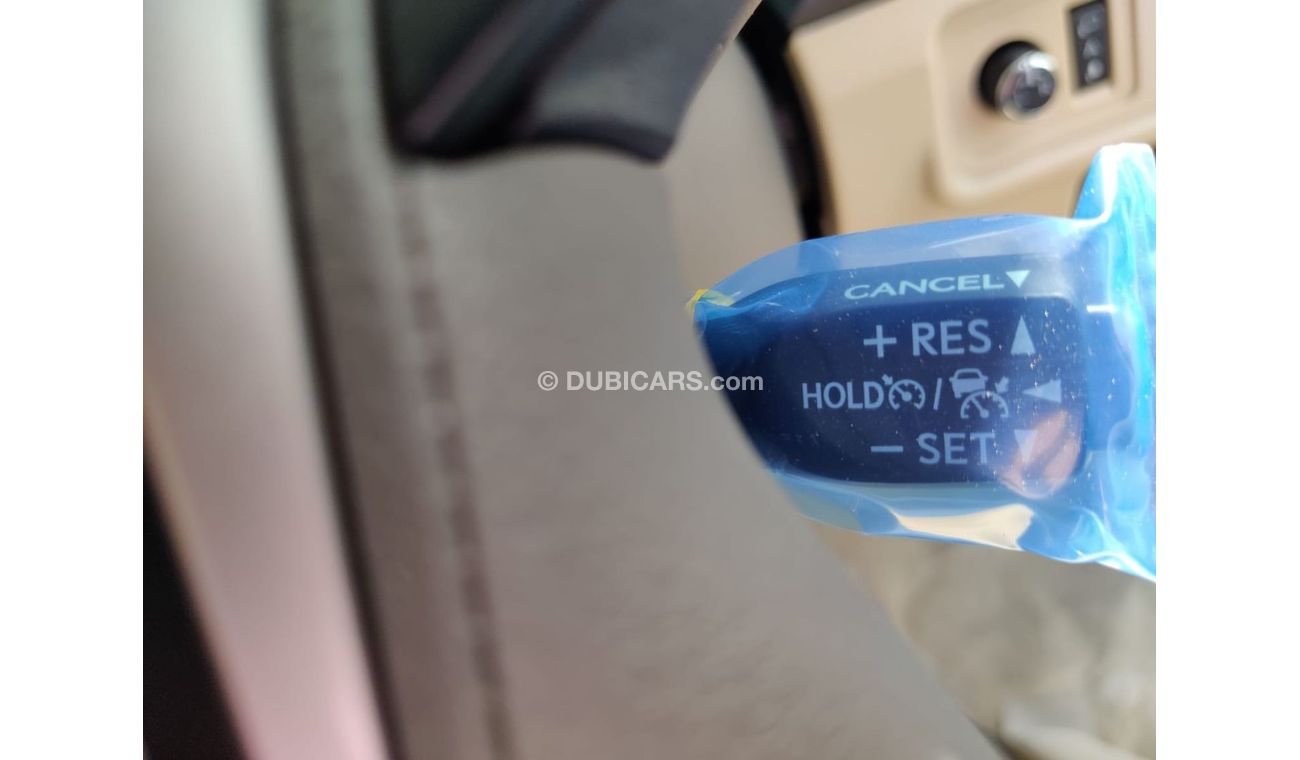 CANCEL▼
+ RES ▲
© DUBICARS.com
HOLD / ◄
− SET ▼